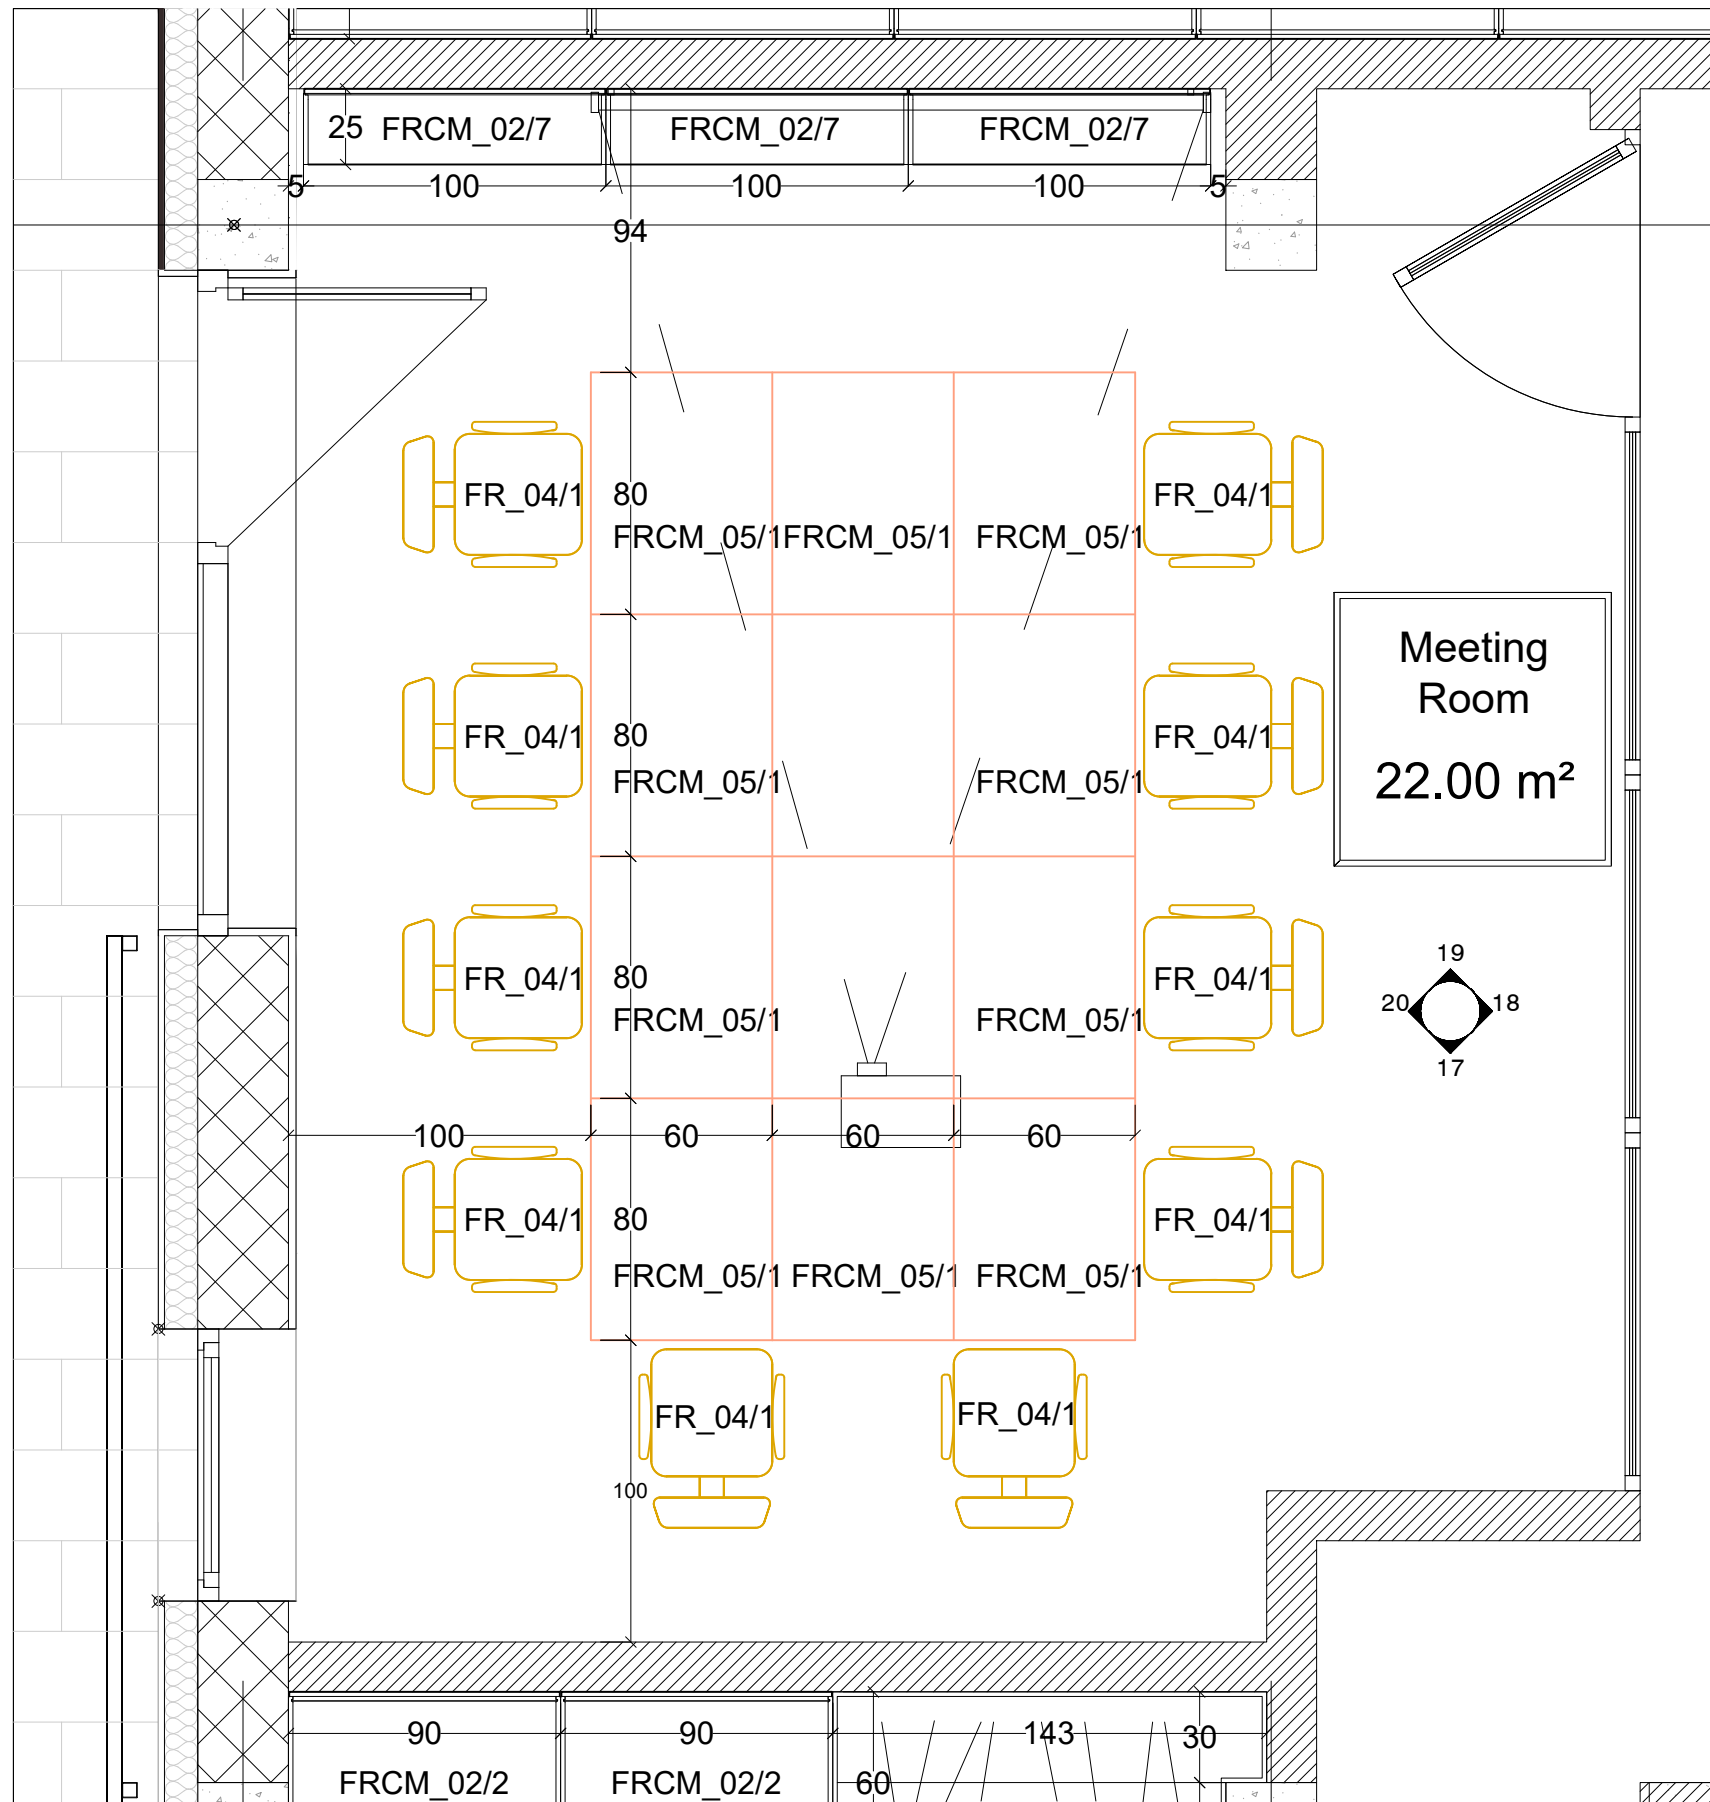 25 FRCM_02/7 FRCM_02/7 FRCM_02/7
5 100 100 100 5
94
FR_04/1 80 FR_04/1
FRCM_05/1 FRCM_05/1 FRCM_05/1
Meeting
Room
22.00 m²
FR_04/1 80 FR_04/1
FRCM_05/1 FRCM_05/1
19
20 18
17
FR_04/1 80 FR_04/1
FRCM_05/1 FRCM_05/1
100 60 60 60
FR_04/1 80 FR_04/1
FRCM_05/1 FRCM_05/1 FRCM_05/1
FR_04/1 FR_04/1
100
90 90 143 30
FRCM_02/2 FRCM_02/2 60